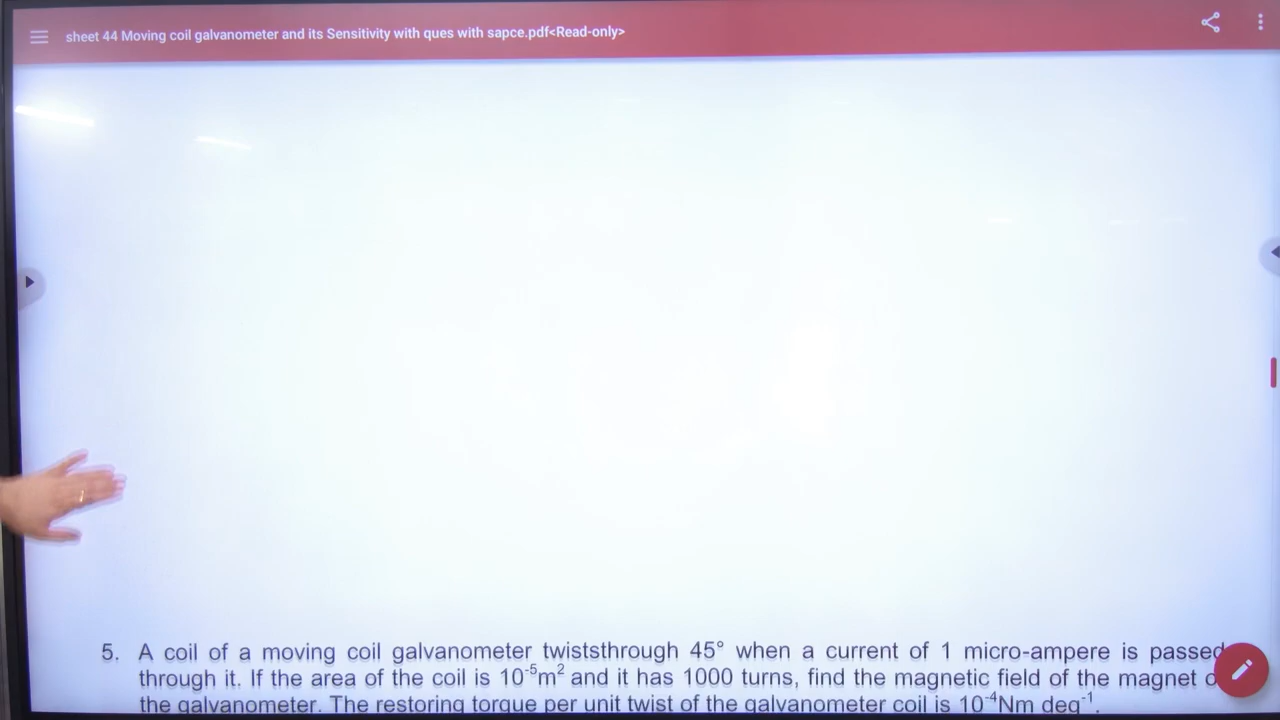 sheet 44 Moving coil galvanometer and its Sensitivity with ques with sapce.pdf<Read-only>
5. A coil of a moving coil galvanometer twiststhrough 45° when a current of 1 micro-ampere is passed
through it. If the area of the coil is 10⁻⁵m² and it has 1000 turns, find the magnetic field of the magnet
the galvanometer. The restoring torque per unit twist of the galvanometer coil is 10⁻⁴Nm deg⁻¹.